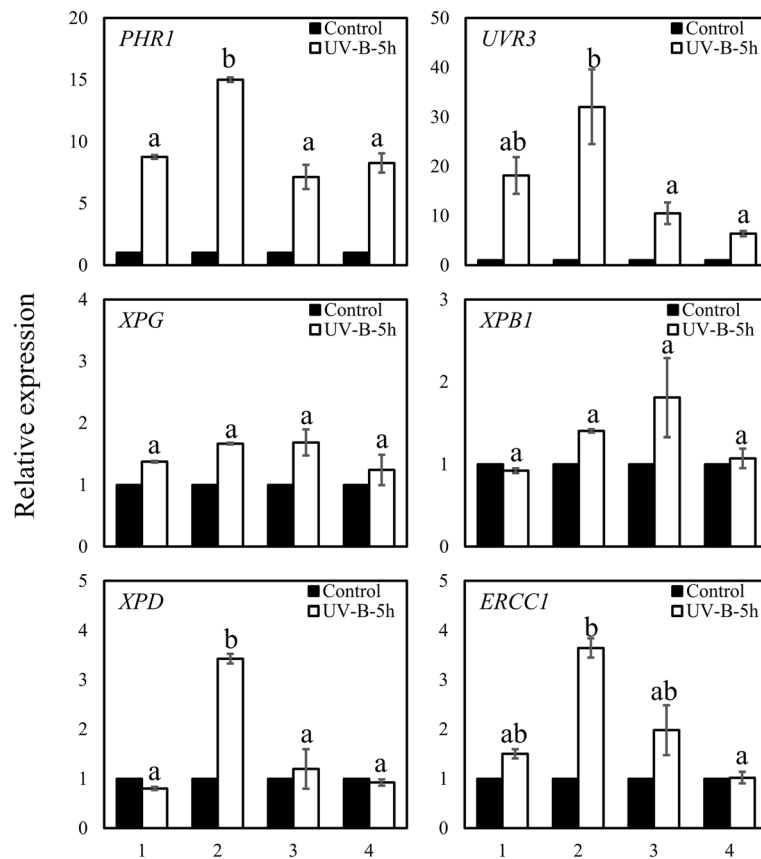 Relative expression
PHR1
Control
UV-B-5h
20
15
10
5
0
a
b
a
a
UVR3
Control
UV-B-5h
50
40
30
20
10
0
ab
b
a
a
XPG
Control
UV-B-5h
4
3
2
1
0
a
a
a
a
XPB1
Control
UV-B-5h
3
2
1
0
a
a
a
a
XPD
Control
UV-B-5h
5
4
3
2
1
0
a
b
a
a
1
2
3
4
ERCC1
Control
UV-B-5h
5
4
3
2
1
0
ab
b
ab
a
1
2
3
4